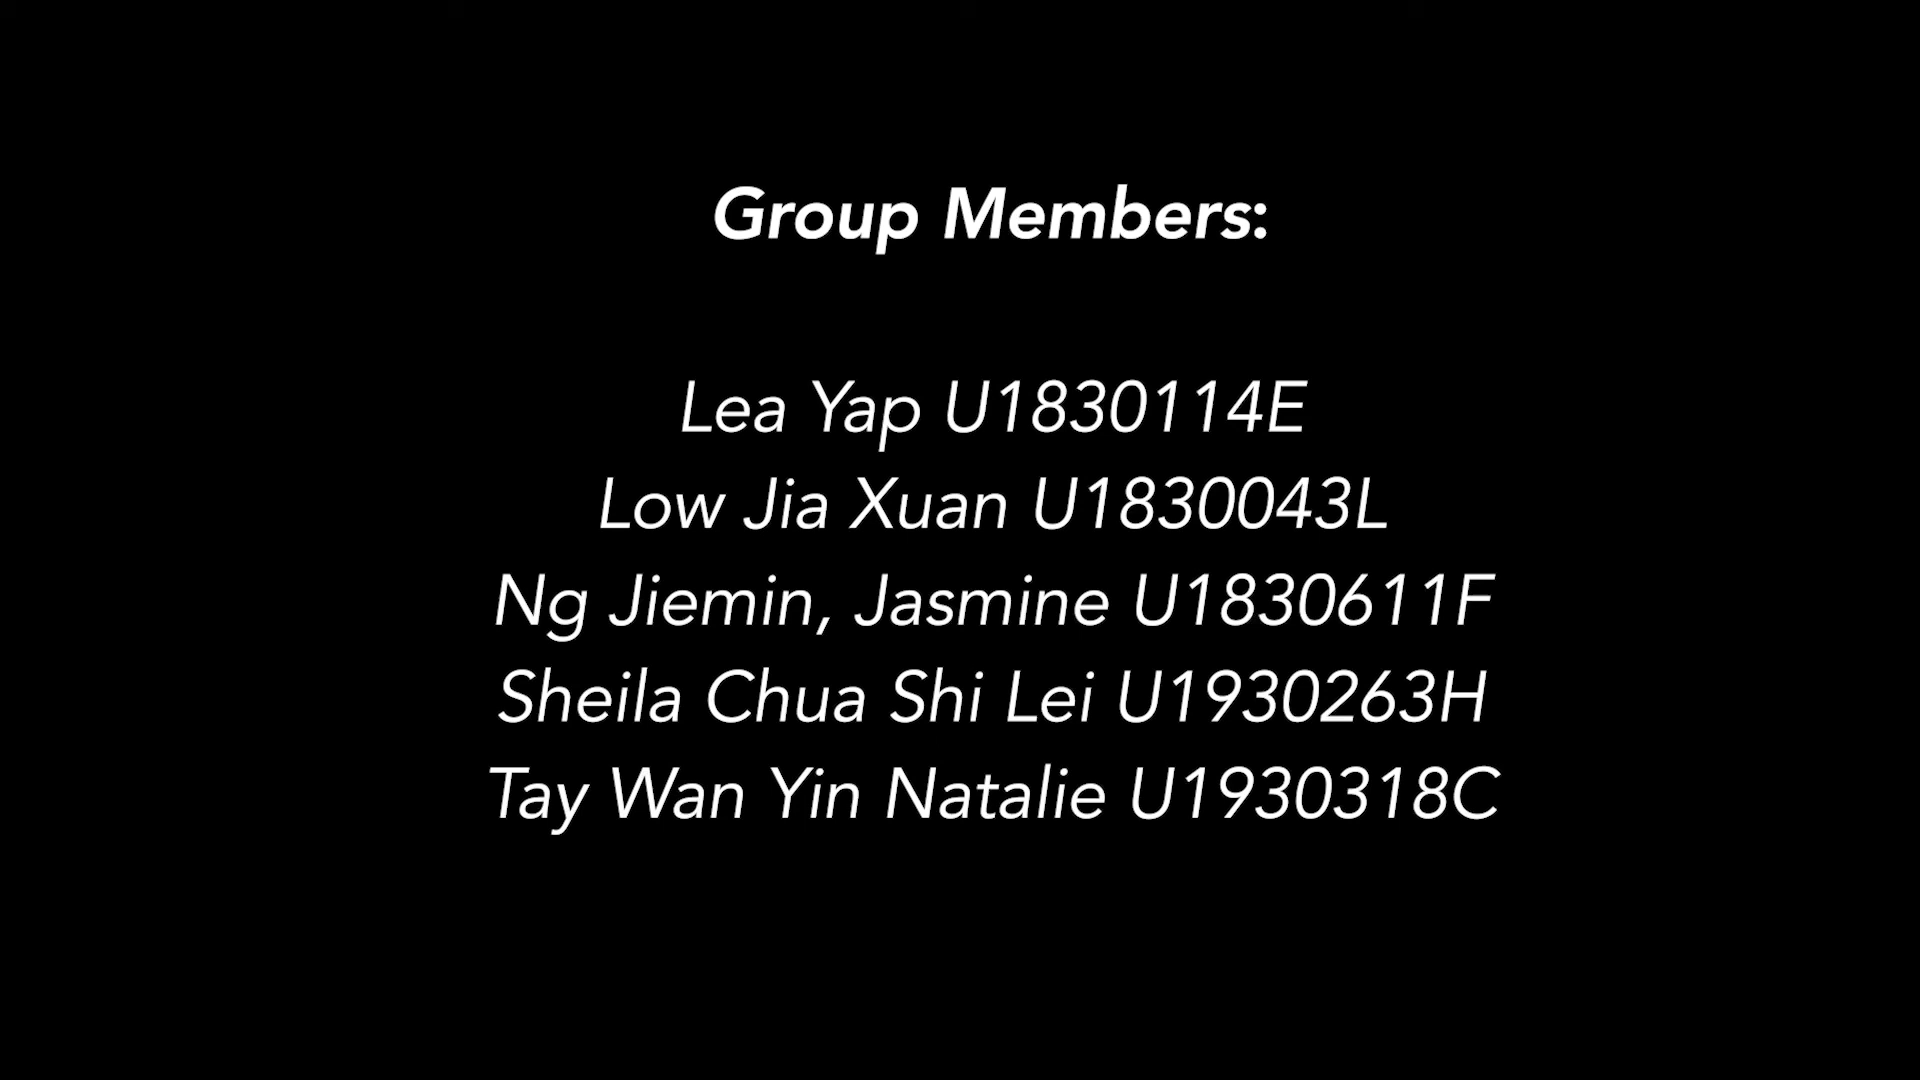 Group Members:
Lea Yap U1830114E
Low Jia Xuan U1830043L
Ng Jiemin, Jasmine U1830611F
Sheila Chua Shi Lei U1930263H
Tay Wan Yin Natalie U1930318C